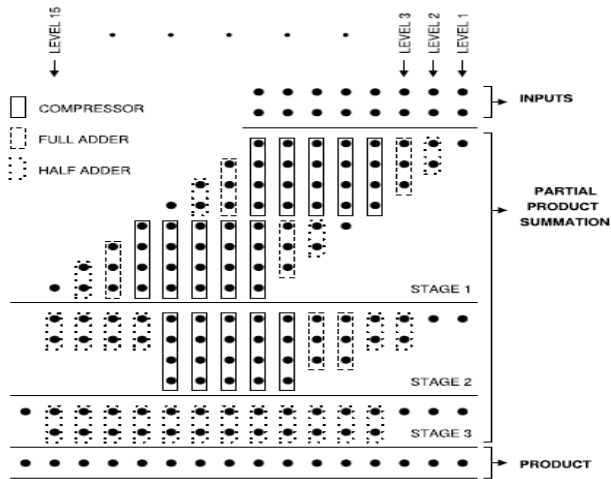 LEVEL 15
LEVEL 3
LEVEL 2
LEVEL 1
INPUTS
COMPRESSOR
FULL ADDER
HALF ADDER
PARTIAL
PRODUCT
SUMMATION
STAGE 1
STAGE 2
STAGE 3
PRODUCT